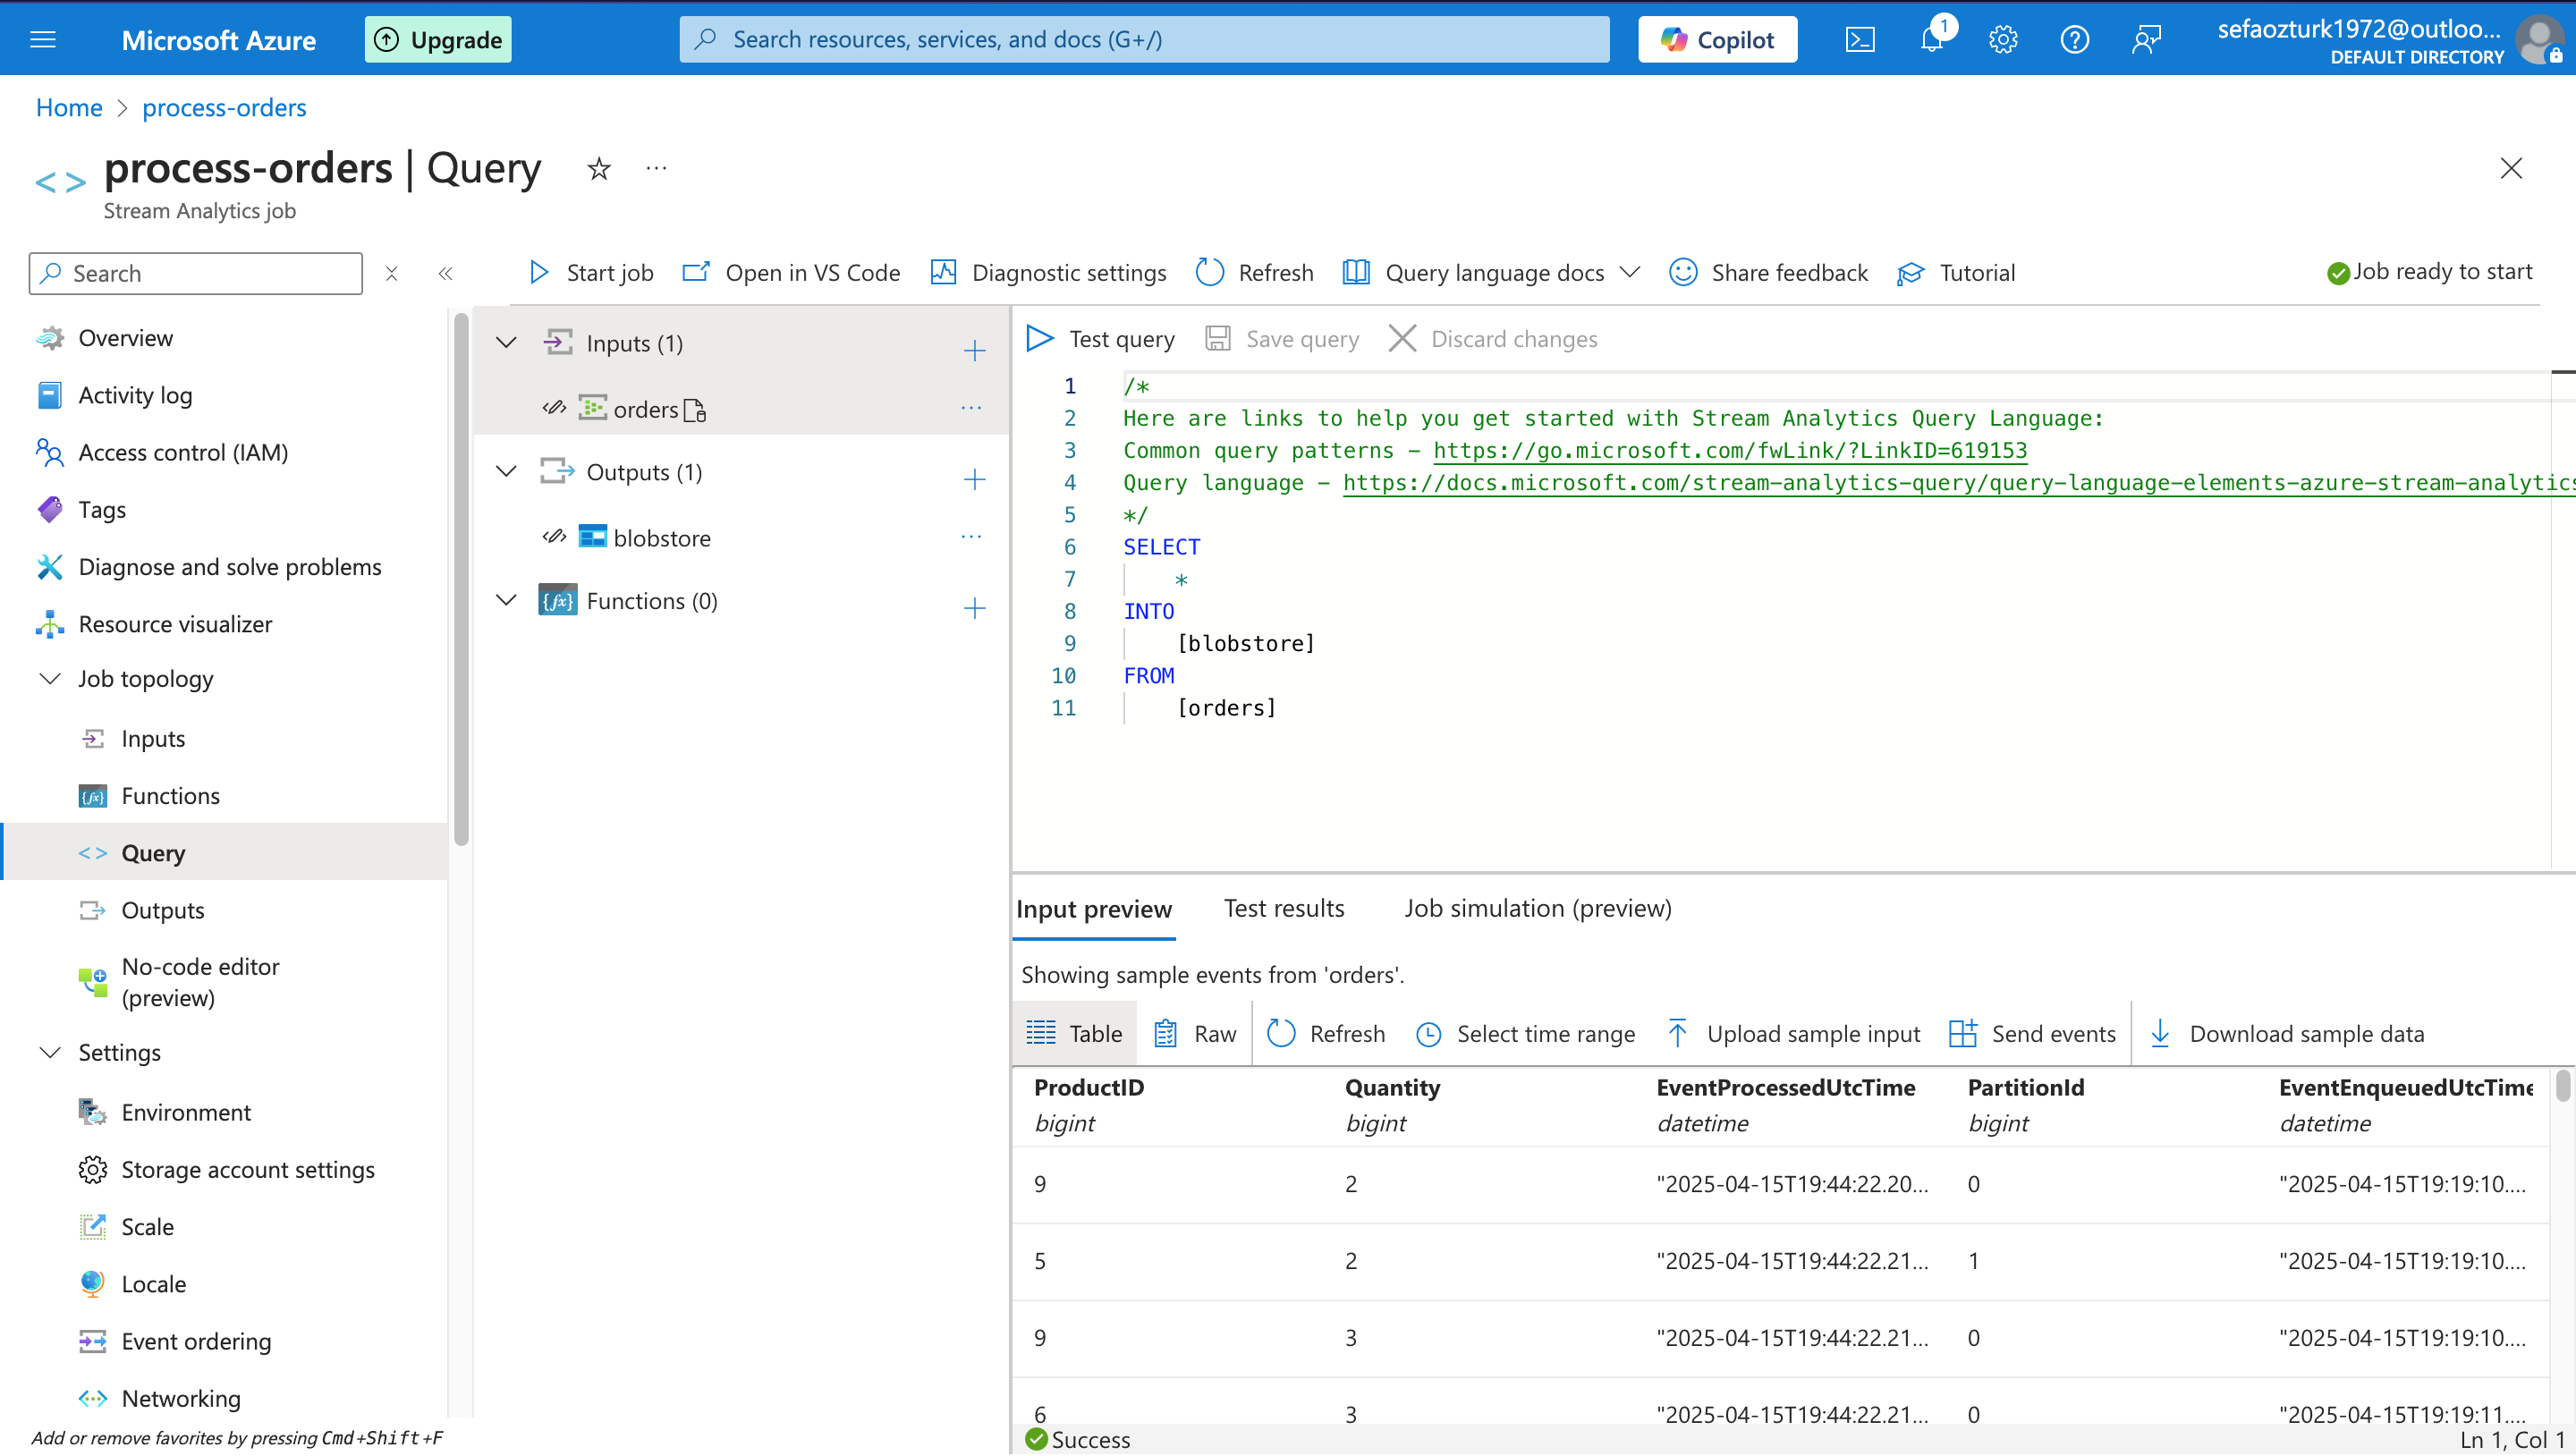 Microsoft Azure
Upgrade
Search resources, services, and docs (G+/)
Copilot
1
sefaozturk1972@outloo...
DEFAULT DIRECTORY
Home > process-orders
process-orders | Query
Stream Analytics job
Search
Start job
Open in VS Code
Diagnostic settings
Refresh
Query language docs
Share feedback
Tutorial
Job ready to start
Overview
Activity log
Access control (IAM)
Tags
Diagnose and solve problems
Resource visualizer
Job topology
Inputs
Functions
Query
Outputs
No-code editor
(preview)
Settings
Environment
Storage account settings
Scale
Locale
Event ordering
Networking
Add or remove favorites by pressing Cmd+Shift+F
Inputs (1)
orders
Outputs (1)
blobstore
Functions (0)
Test query
Save query
Discard changes
1 /*
2 Here are links to help you get started with Stream Analytics Query Language:
3 Common query patterns - https://go.microsoft.com/fwLink/?LinkID=619153
4 Query language - https://docs.microsoft.com/stream-analytics-query/query-language-elements-azure-stream-analytics
5 */
6 SELECT
7 *
8 INTO
9 [blobstore]
10 FROM
11 [orders]
Input preview
Test results
Job simulation (preview)
Showing sample events from 'orders'.
Table
Raw
Refresh
Select time range
Upload sample input
Send events
Download sample data
ProductID Quantity EventProcessedUtcTime PartitionId EventEnqueuedUtcTime
bigint bigint datetime bigint datetime
9 2 "2025-04-15T19:44:22.20... 0 "2025-04-15T19:19:10....
5 2 "2025-04-15T19:44:22.21... 1 "2025-04-15T19:19:10....
9 3 "2025-04-15T19:44:22.21... 0 "2025-04-15T19:19:10....
6 3 "2025-04-15T19:44:22.21... 0 "2025-04-15T19:19:11....
Success
Ln 1, Col 1